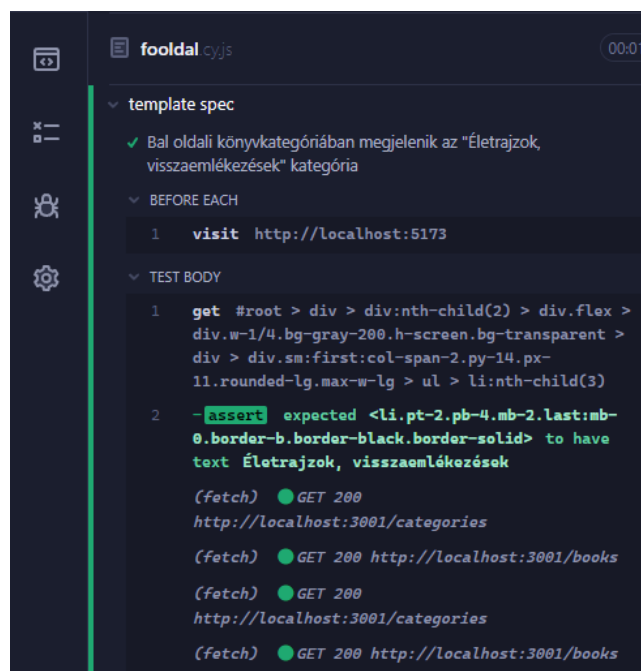 fooldal.cy.js
00:01
template spec
Bal oldali könyvkategóriában megjelenik az "Életrajzok,
visszaemlékezések" kategória
BEFORE EACH
1 visit http://localhost:5173
TEST BODY
1 get #root > div > div:nth-child(2) > div.flex >
div.w-1/4.bg-gray-200.h-screen.bg-transparent >
div > div.sm:first:col-span-2.py-14.px-
11.rounded-lg.max-w-lg > ul > li:nth-child(3)
2 -assert expected <li.pt-2.pb-4.mb-2.last:mb-
0.border-b.border-black.border-solid> to have
text Életrajzok, visszaemlékezések
(fetch) GET 200
http://localhost:3001/categories
(fetch) GET 200 http://localhost:3001/books
(fetch) GET 200
http://localhost:3001/categories
(fetch) GET 200 http://localhost:3001/books